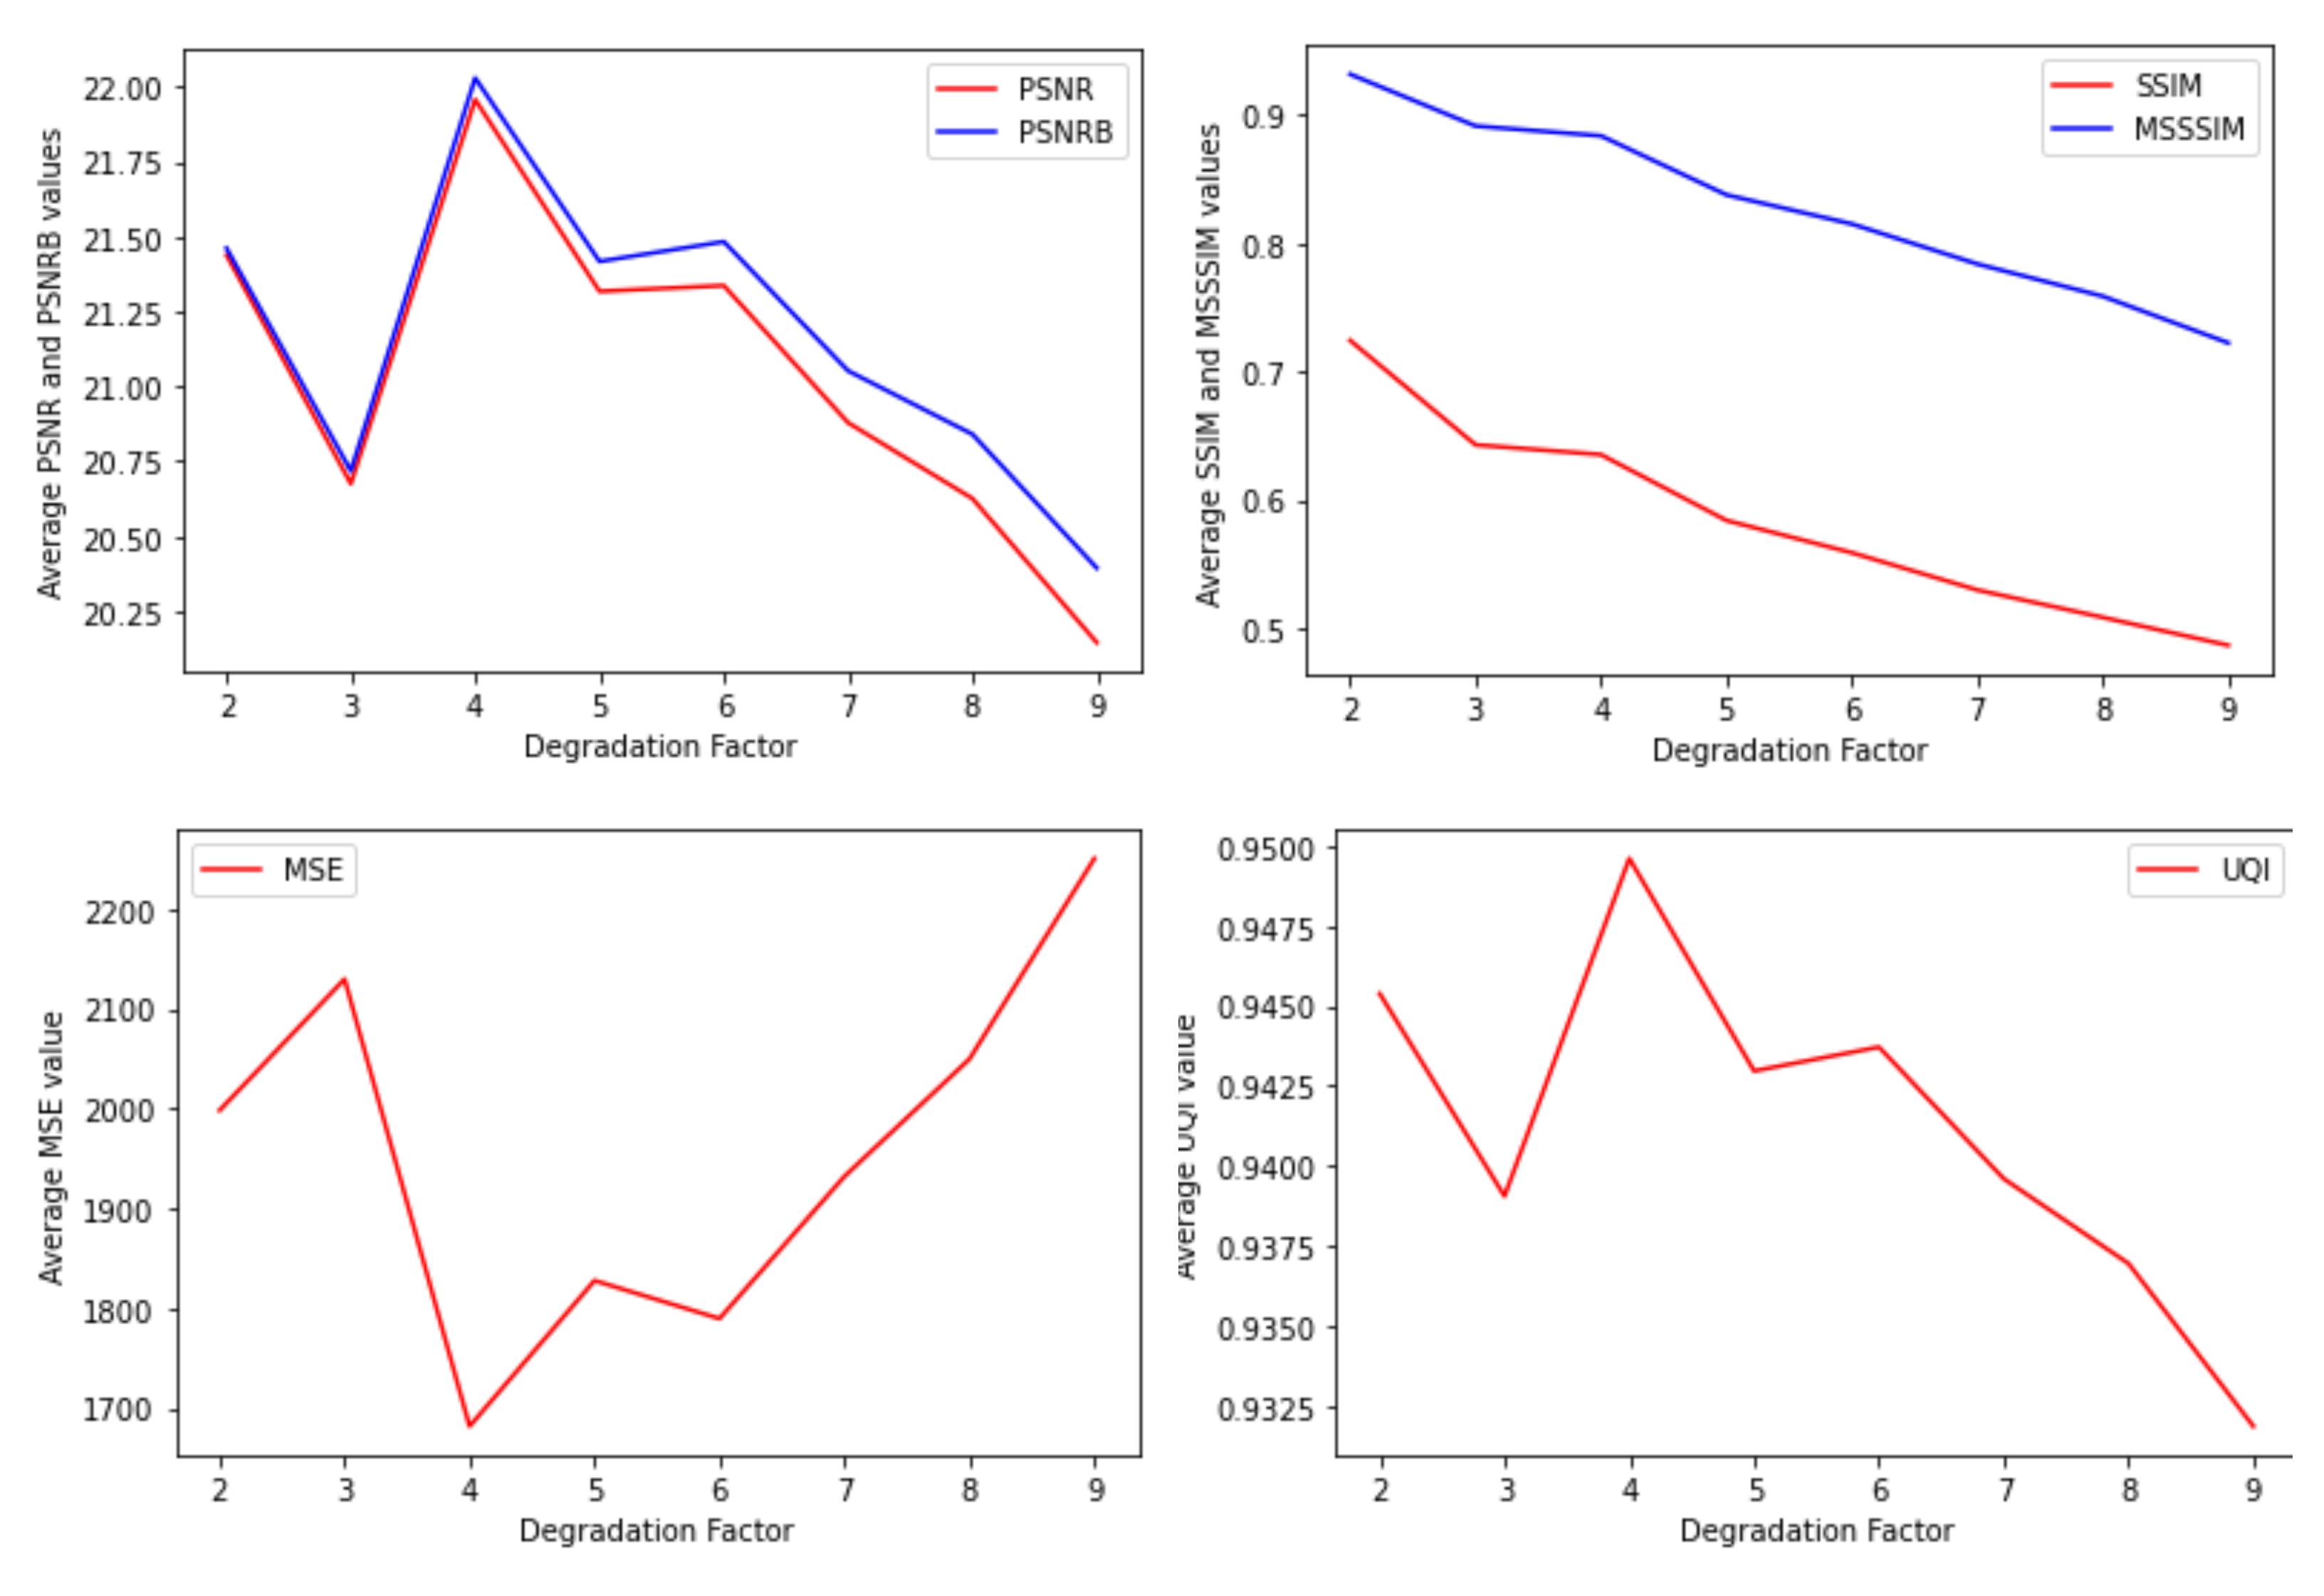 Average PSNR and PSNRB values
22.00
21.75
21.50
21.25
21.00
20.75
20.50
20.25
PSNR
PSNRB
2 3 4 5 6 7 8 9
Degradation Factor
Average SSIM and MSSSIM values
0.9
0.8
0.7
0.6
0.5
SSIM
MSSSIM
2 3 4 5 6 7 8 9
Degradation Factor
Average MSE value
2200
2100
2000
1900
1800
1700
MSE
2 3 4 5 6 7 8 9
Degradation Factor
Average UQI value
0.9500
0.9475
0.9450
0.9425
0.9400
0.9375
0.9350
0.9325
UQI
2 3 4 5 6 7 8 9
Degradation Factor